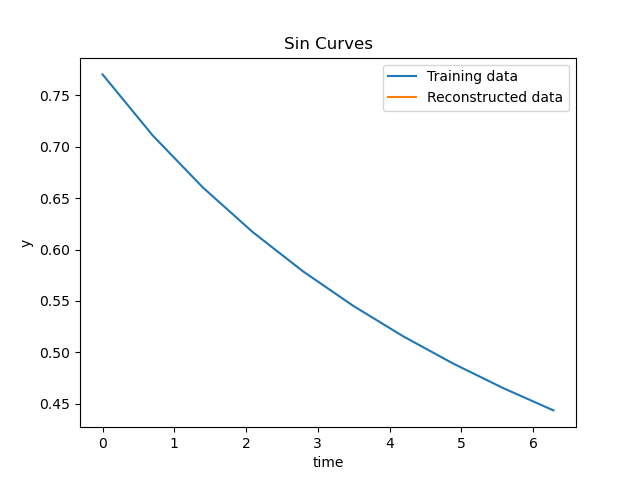 Sin Curves
Training data
Reconstructed data
0.75
0.70
0.65
0.60
0.55
0.50
0.45
y
0 1 2 3 4 5 6
time